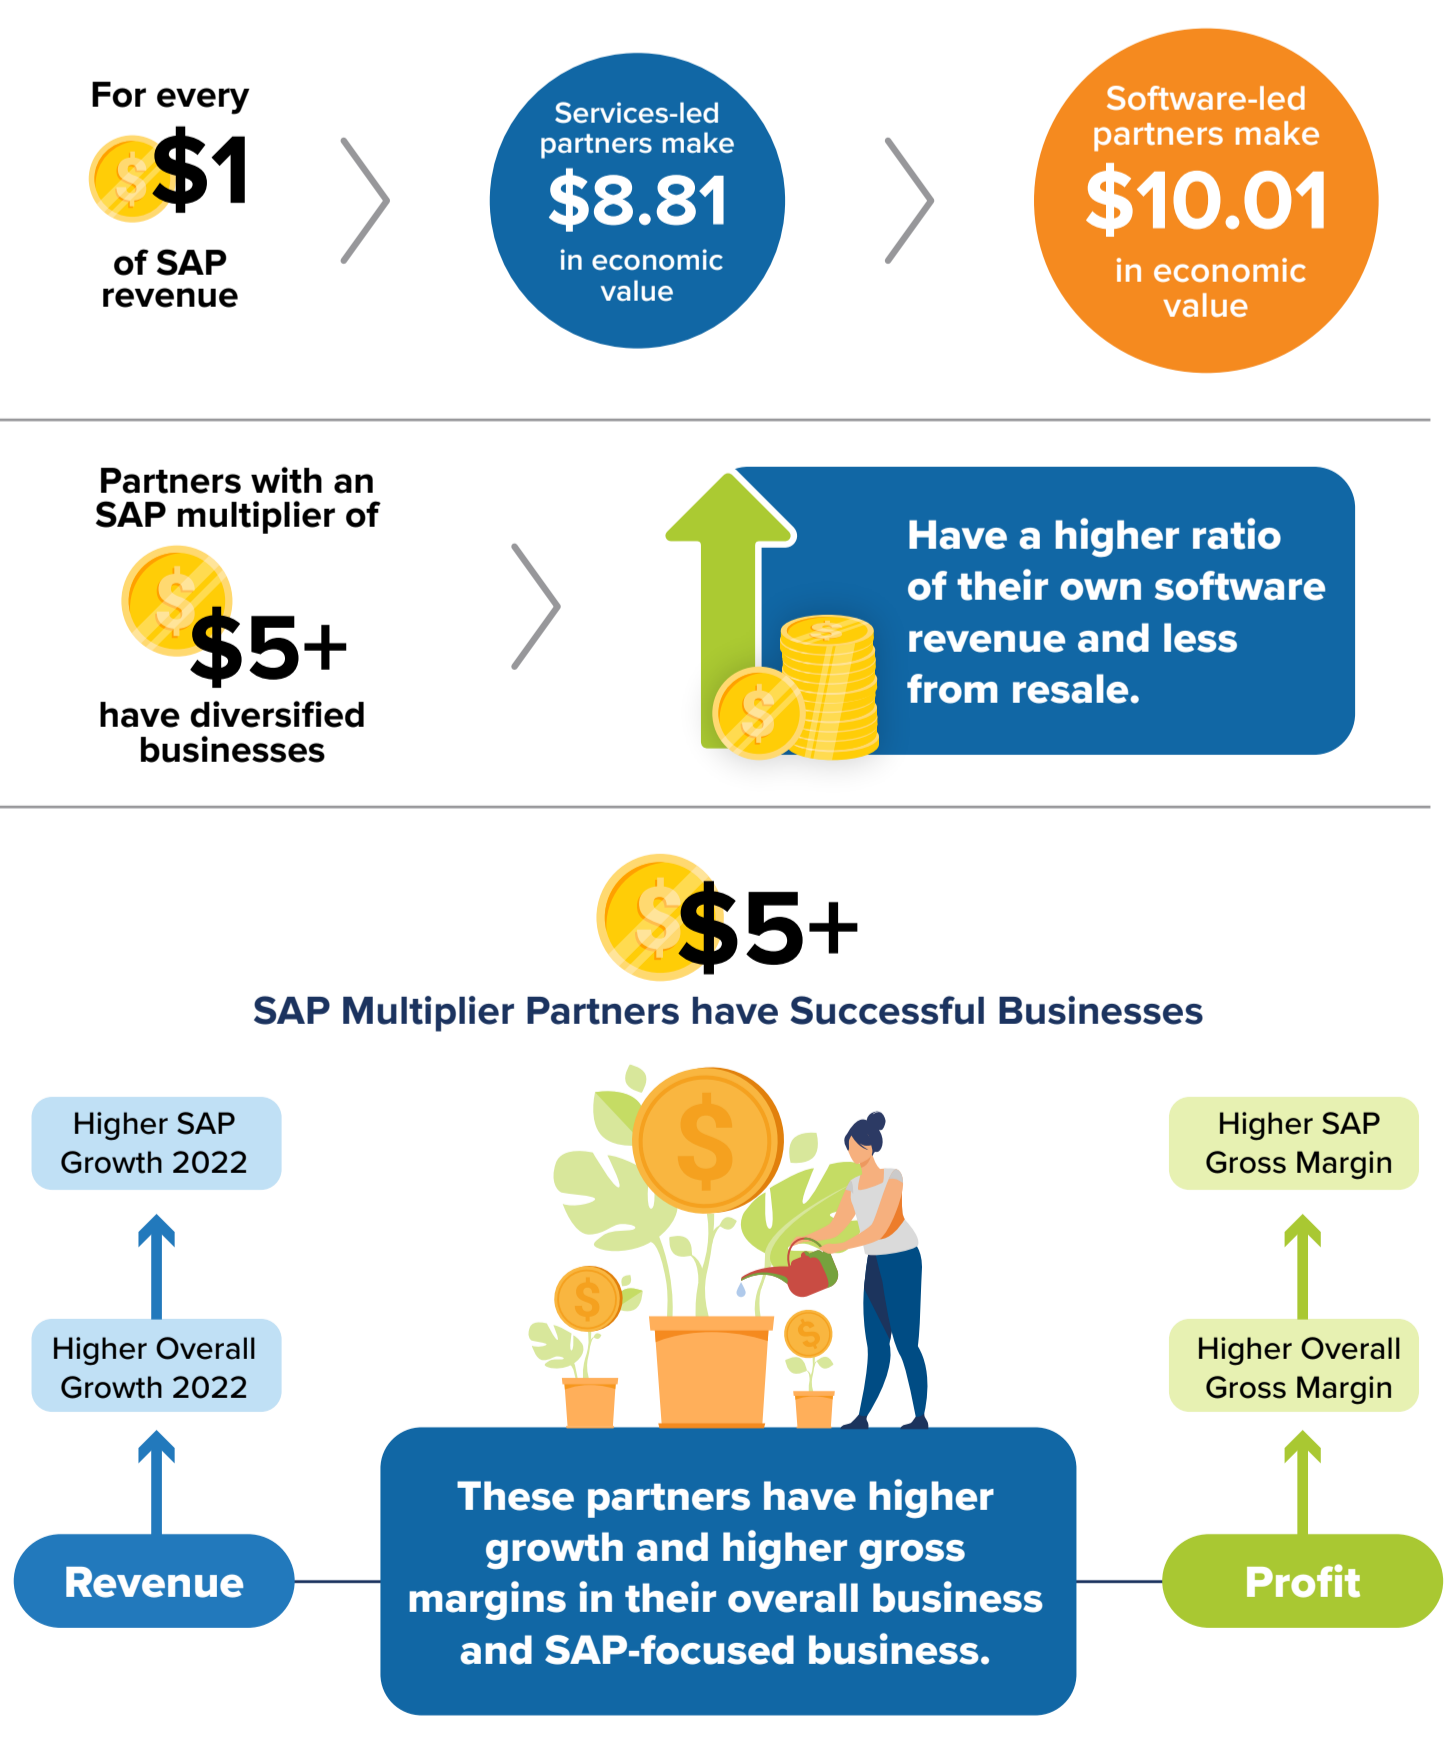 For every
$1
of SAP
revenue
Services-led
partners make
$8.81
in economic
value
Software-led
partners make
$10.01
in economic
value
Partners with an
SAP multiplier of
$5+
have diversified
businesses
Have a higher ratio
of their own software
revenue and less
from resale.
$5+
SAP Multiplier Partners have Successful Businesses
Higher SAP
Growth 2022
Higher Overall
Growth 2022
Revenue
These partners have higher
growth and higher gross
margins in their overall business
and SAP-focused business.
Higher SAP
Gross Margin
Higher Overall
Gross Margin
Profit